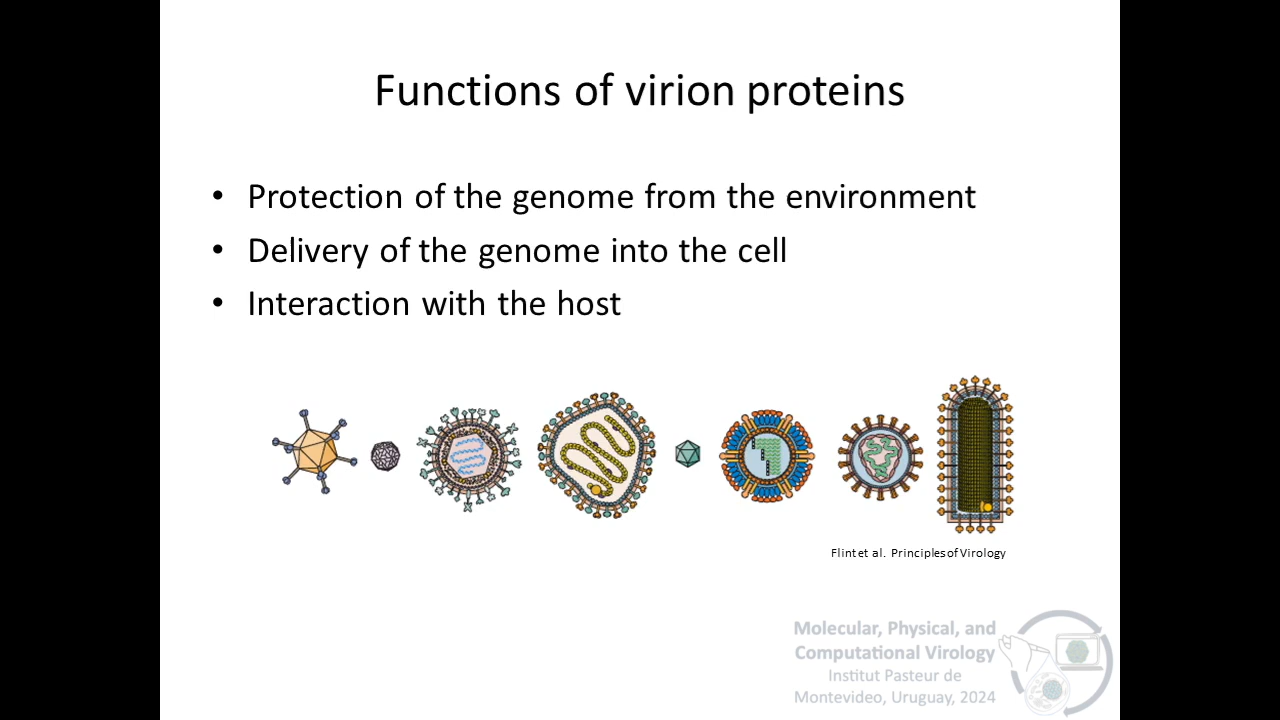 Functions of virion proteins
• Protection of the genome from the environment
• Delivery of the genome into the cell
• Interaction with the host
Flint et al. Principles of Virology
Molecular, Physical, and
Computational Virology
Institut Pasteur de
Montevideo, Uruguay, 2024